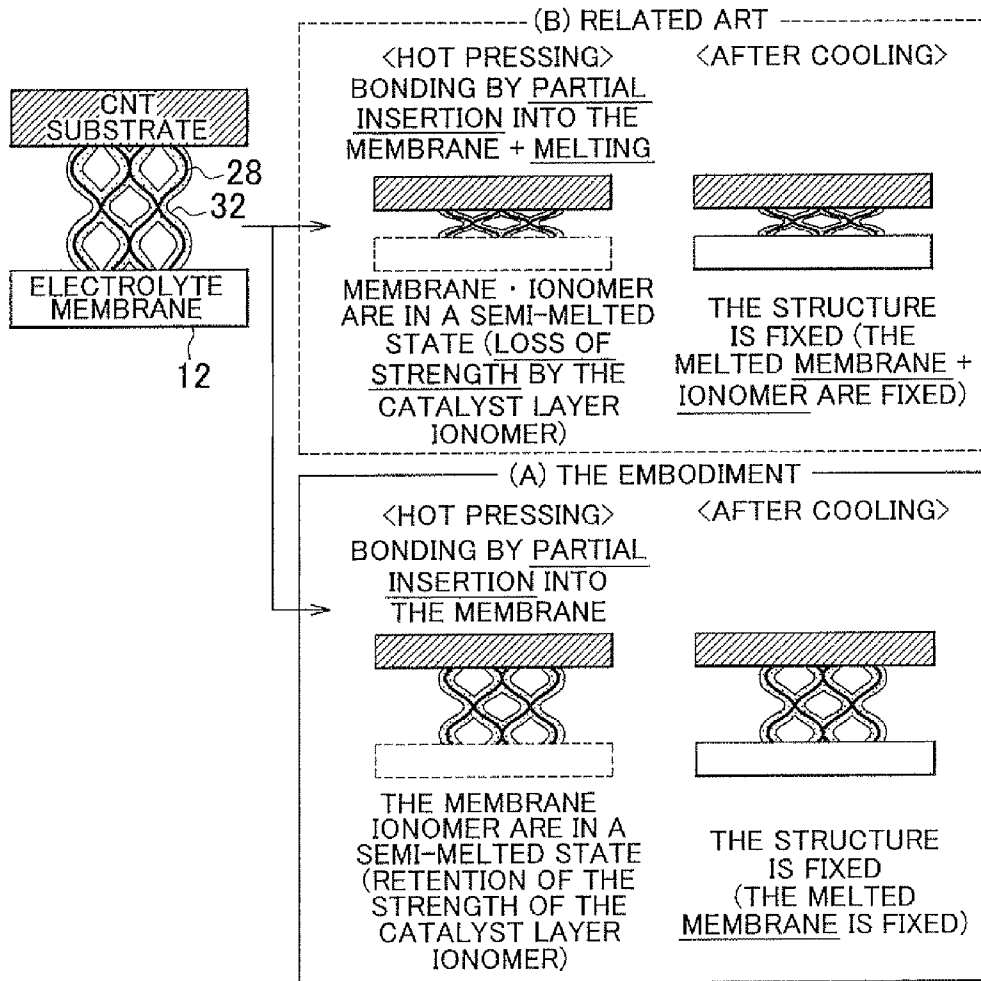 CNT
SUBSTRATE
28
32
ELECTROLYTE
MEMBRANE
12
(B) RELATED ART
<HOT PRESSING>
BONDING BY PARTIAL
INSERTION INTO THE
MEMBRANE + MELTING
MEMBRANE · IONOMER
ARE IN A SEMI-MELTED
STATE (LOSS OF
STRENGTH BY THE
CATALYST LAYER
IONOMER)
<AFTER COOLING>
THE STRUCTURE
IS FIXED (THE
MELTED MEMBRANE +
IONOMER ARE FIXED)
(A) THE EMBODIMENT
<HOT PRESSING>
BONDING BY PARTIAL
INSERTION INTO
THE MEMBRANE
THE MEMBRANE
IONOMER ARE IN A
SEMI-MELTED STATE
(RETENTION OF THE
STRENGTH OF THE
CATALYST LAYER
IONOMER)
<AFTER COOLING>
THE STRUCTURE
IS FIXED
(THE MELTED
MEMBRANE IS FIXED)